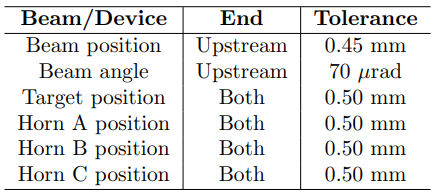 Beam/Device End Tolerance
Beam position Upstream 0.45 mm
Beam angle Upstream 70 μrad
Target position Both 0.50 mm
Horn A position Both 0.50 mm
Horn B position Both 0.50 mm
Horn C position Both 0.50 mm